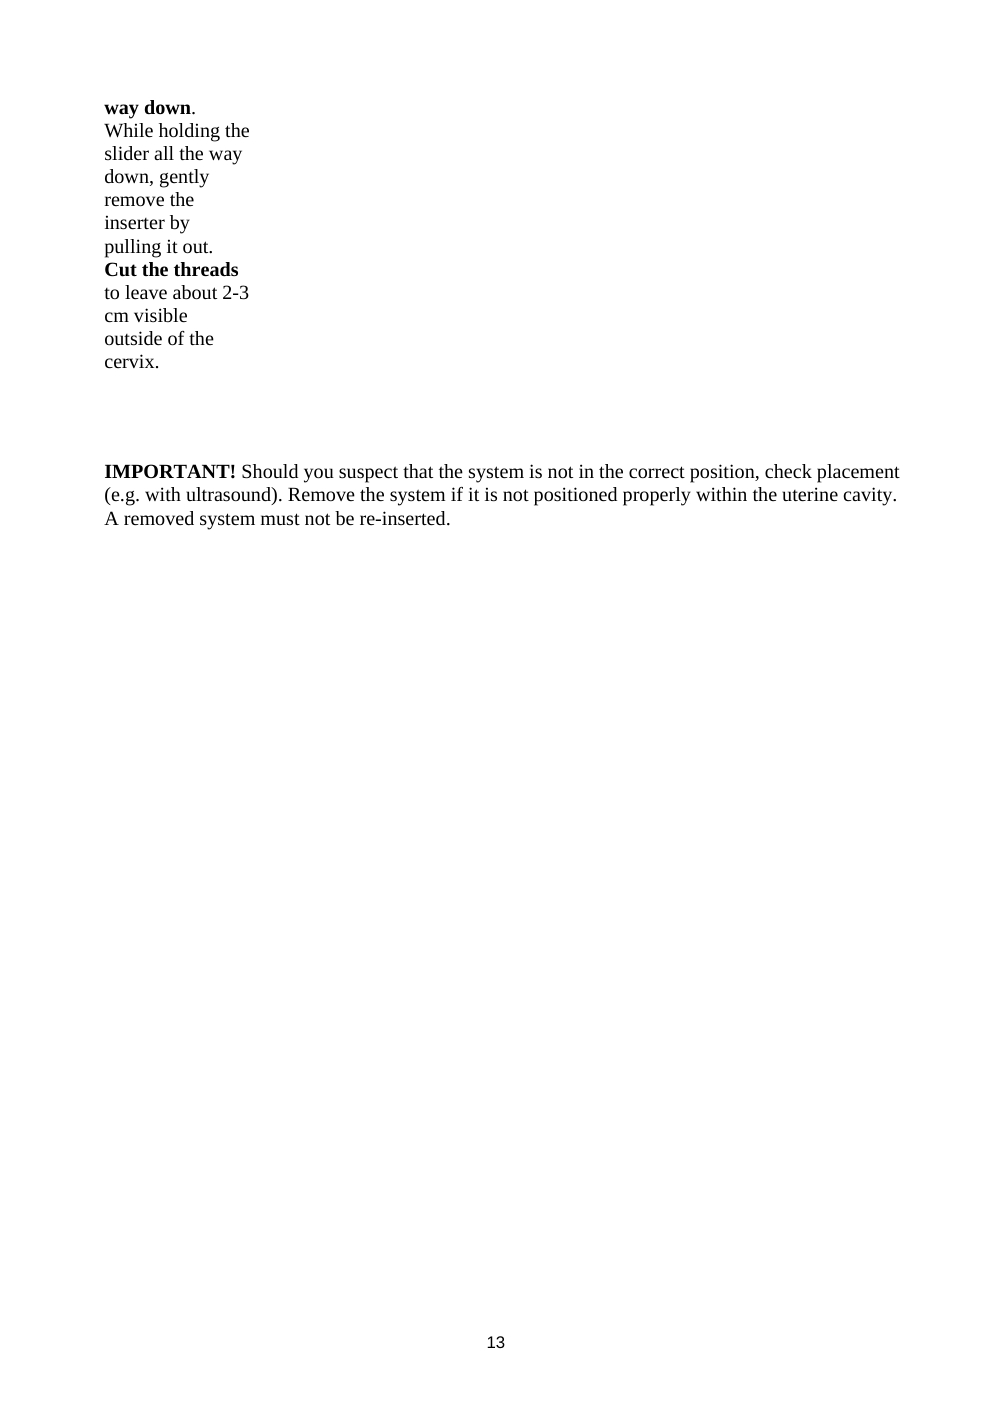 way down.
While holding the
slider all the way
down, gently
remove the
inserter by
pulling it out.
Cut the threads
to leave about 2-3
cm visible
outside of the
cervix.
IMPORTANT! Should you suspect that the system is not in the correct position, check placement
(e.g. with ultrasound). Remove the system if it is not positioned properly within the uterine cavity.
A removed system must not be re-inserted.
13